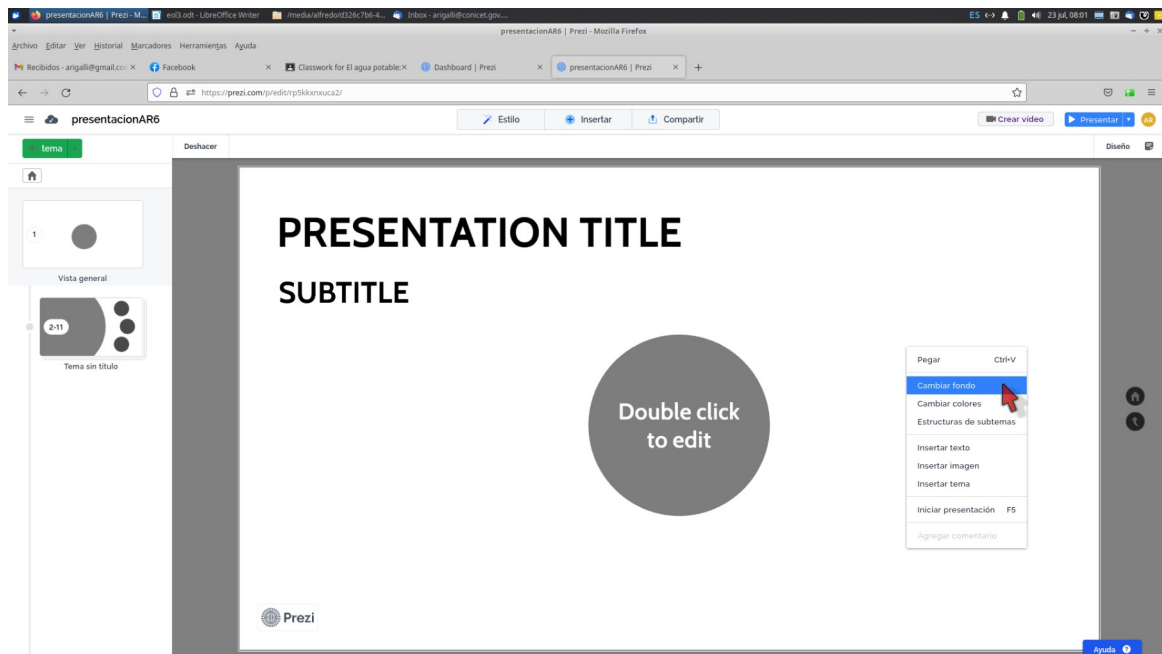 presentacionAR6 | Prezi - M...
eol3.odt - LibreOffice Writer
/media/alfredo/d326c7b6-4...
Inbox - arigalli@conicet.gov....
ES
23 jul, 08:01
presentacionAR6 | Prezi - Mozilla Firefox
Archivo Editar Ver Historial Marcadores Herramientas Ayuda
Recibidos - arigalli@gmail.co
Facebook
Classwork for El agua potable:
Dashboard | Prezi
presentacionAR6 | Prezi
https://prezi.com/p/edit/rp5kkxnxuca2/
presentacionAR6
Estilo
Insertar
Compartir
Crear vídeo
Presentar
AR
+ tema
Deshacer
Diseño
1
Vista general
2-11
Tema sin título
PRESENTATION TITLE
SUBTITLE
Double click
to edit
Pegar Ctrl+V
Cambiar fondo
Cambiar colores
Estructuras de subtemas
Insertar texto
Insertar imagen
Insertar tema
Iniciar presentación F5
Agregar comentario
Prezi
Ayuda ?